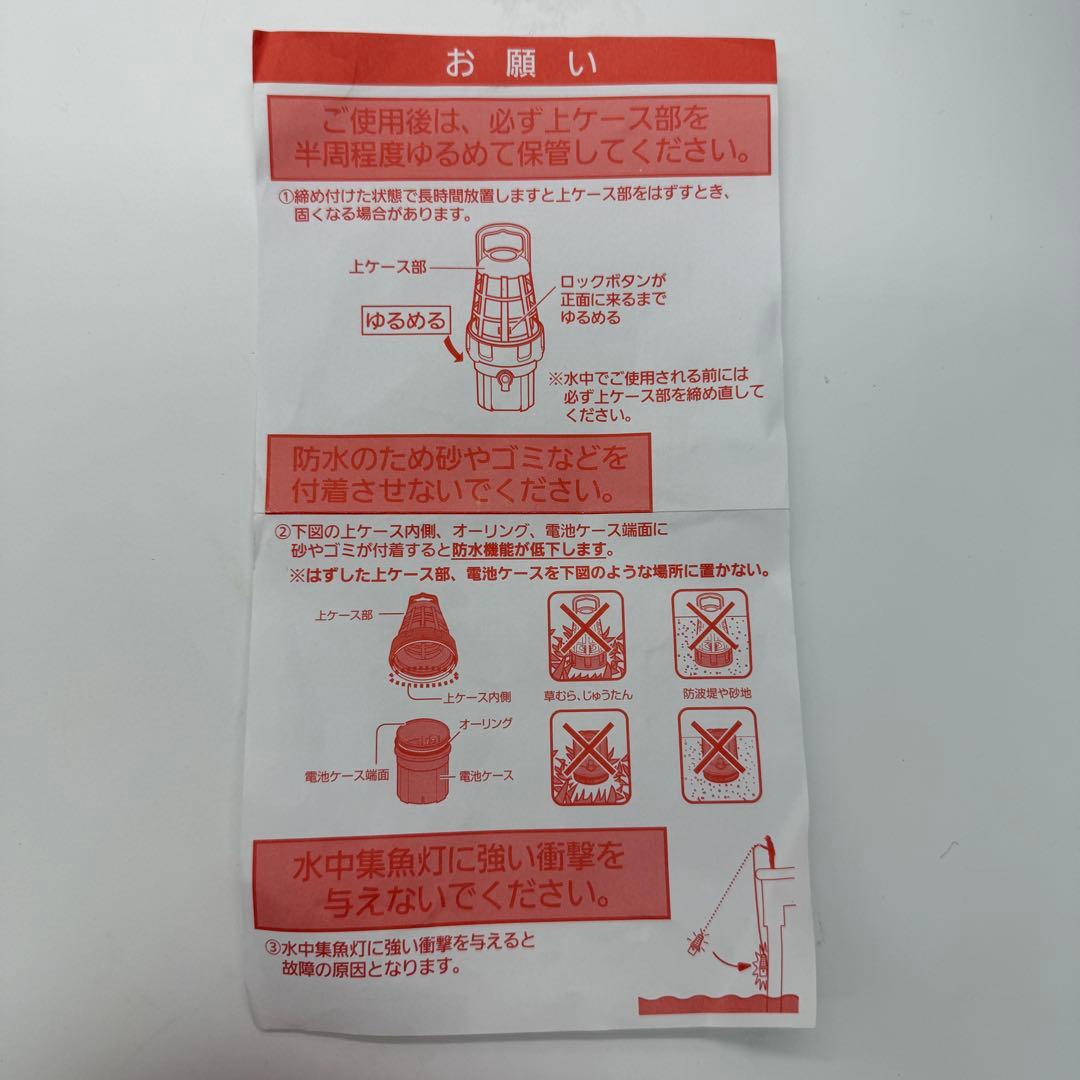 お願い
ご使用後は、必ず上ケース部を
半周程度ゆるめて保管してください。
①締め付けた状態で長時間放置しますと上ケース部をはずすとき、
固くなる場合があります。
上ケース部
ロックボタンが
正面に来るまで
ゆるめる
ゆるめる
※水中でご使用される前には
必ず上ケース部を締め直して
ください。
防水のため砂やゴミなどを
付着させないでください。
②下図の上ケース内側、オーリング、電池ケース端面に
砂やゴミが付着すると防水機能が低下します。
※はずした上ケース部、電池ケースを下図のような場所に置かない。
上ケース部
上ケース内側
草むら、じゅうたん
防波堤や砂地
オーリング
電池ケース端面
電池ケース
水中集魚灯に強い衝撃を
与えないでください。
③水中集魚灯に強い衝撃を与えると
故障の原因となります。